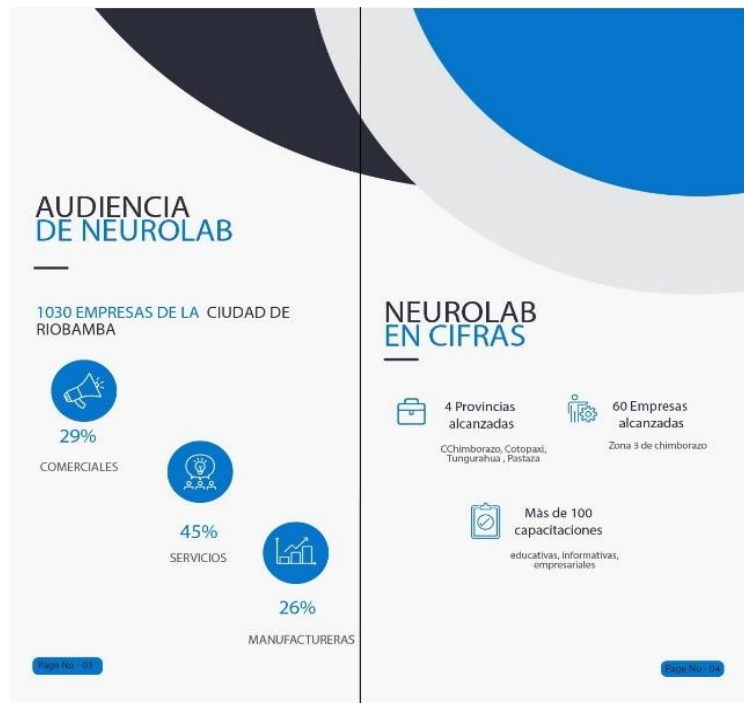 AUDIENCIA
DE NEUROLAB
1030 EMPRESAS DE LA CIUDAD DE
RIOBAMBA
29%
COMERCIALES
45%
SERVICIOS
26%
MANUFACTURERAS
Page No - 03
NEUROLAB
EN CIFRAS
4 Provincias
alcanzadas
CChimborazo, Cotopaxi,
Tungurahua , Pastaza
60 Empresas
alcanzadas
Zona 3 de chimborazo
Màs de 100
capacitaciones
educativas, informativas,
empresariales
Page No - 04